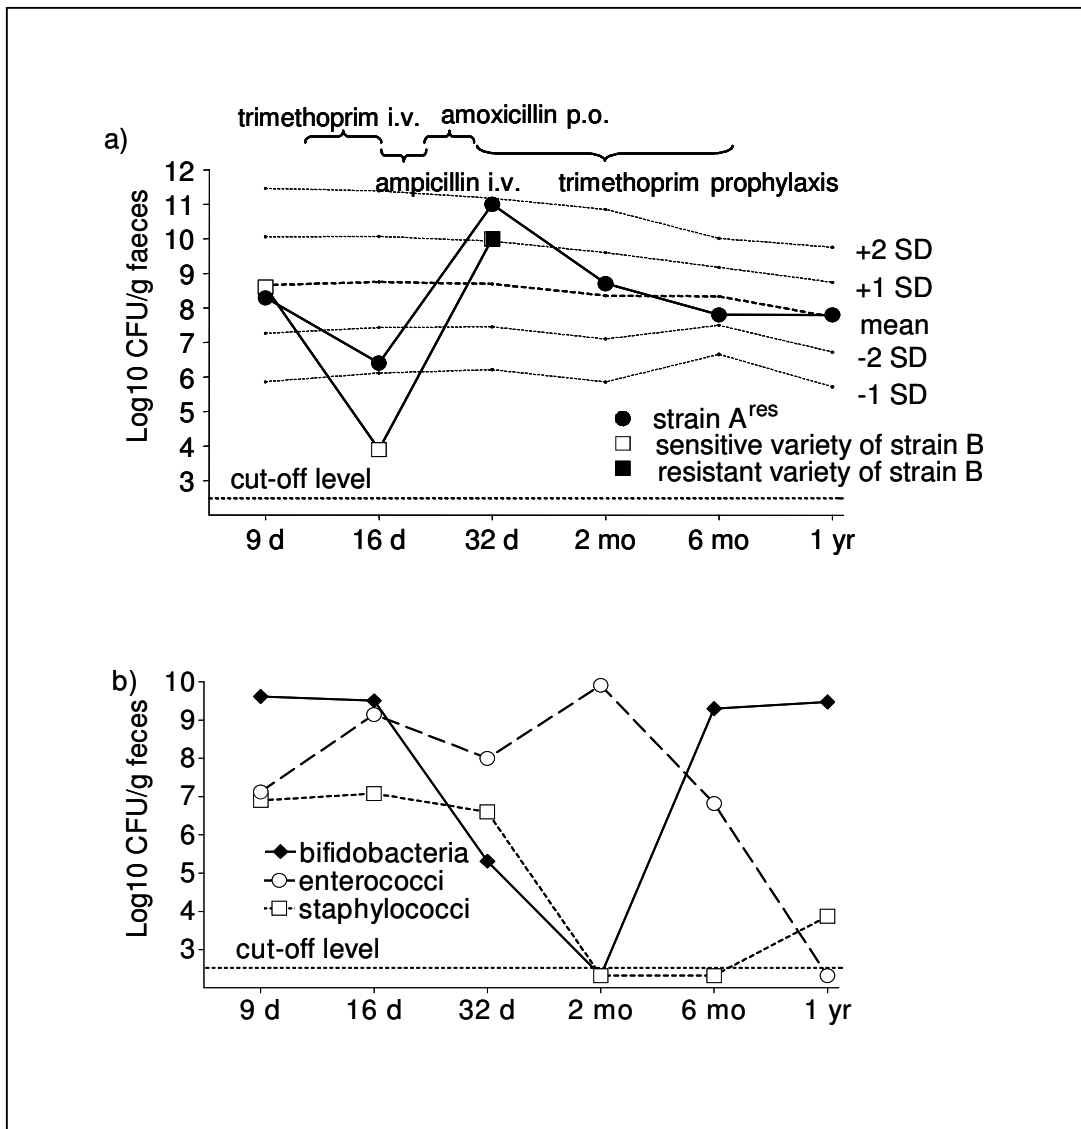 trimethoprim i.v. amoxicillin p.o.
a)
ampicillin i.v. trimethoprim prophylaxis
Log10 CFU/g faeces
12
11
10
9
8
7
6
5
4
3
+2 SD
+1 SD
mean
-2 SD
-1 SD
strain A^res
sensitive variety of strain B
resistant variety of strain B
cut-off level
9 d 16 d 32 d 2 mo 6 mo 1 yr
b)
Log10 CFU/g feces
10
9
8
7
6
5
4
3
bifidobacteria
enterococci
staphylococci
cut-off level
9 d 16 d 32 d 2 mo 6 mo 1 yr